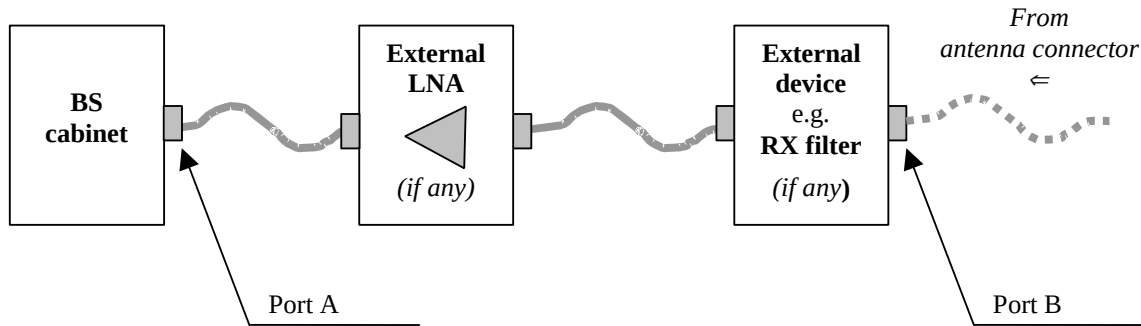 BS
cabinet
External
LNA
(if any)
External
device
e.g.
RX filter
(if any)
From
antenna connector
⇐
Port A
Port B